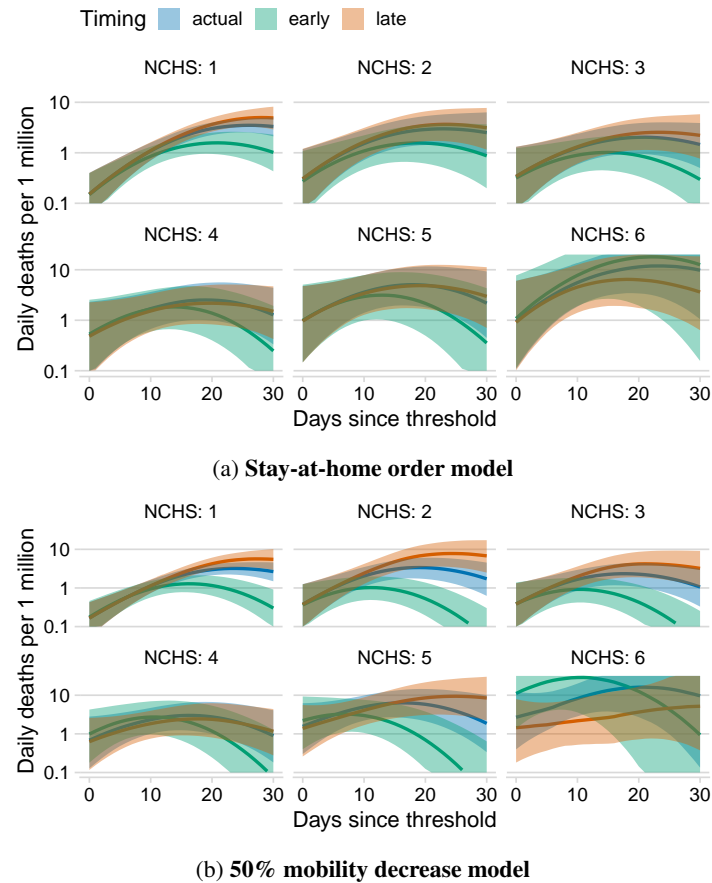 Timing actual early late
NCHS: 1 NCHS: 2 NCHS: 3
10
1
0.1
NCHS: 4 NCHS: 5 NCHS: 6
10
1
0.1
Daily deaths per 1 million
0 10 20 30 0 10 20 30 0 10 20 30
Days since threshold
(a) Stay-at-home order model
NCHS: 1 NCHS: 2 NCHS: 3
10
1
0.1
NCHS: 4 NCHS: 5 NCHS: 6
10
1
0.1
Daily deaths per 1 million
0 10 20 30 0 10 20 30 0 10 20 30
Days since threshold
(b) 50% mobility decrease model